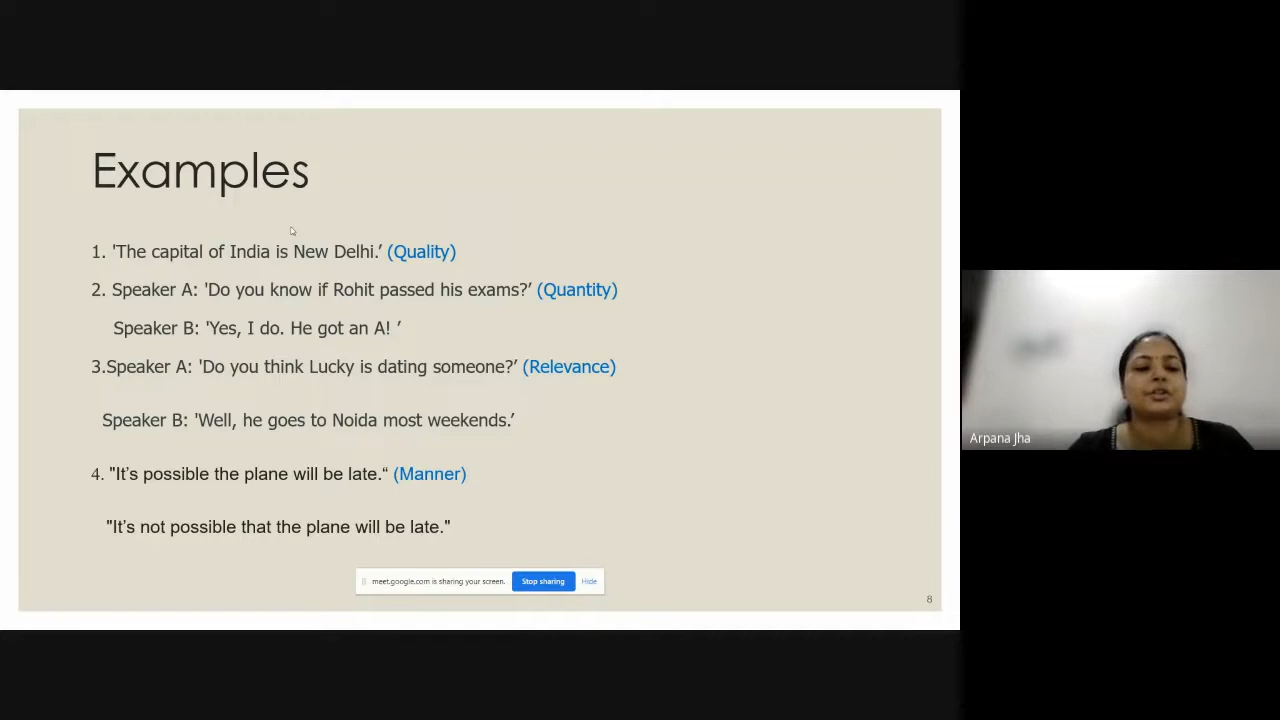 Examples
1. 'The capital of India is New Delhi.’ (Quality)
2. Speaker A: 'Do you know if Rohit passed his exams?’ (Quantity)
Speaker B: 'Yes, I do. He got an A! ’
3.Speaker A: 'Do you think Lucky is dating someone?’ (Relevance)
Speaker B: 'Well, he goes to Noida most weekends.’
4. "It’s possible the plane will be late.“ (Manner)
"It’s not possible that the plane will be late."
meet.google.com is sharing your screen. Stop sharing Hide
8
Arpana Jha